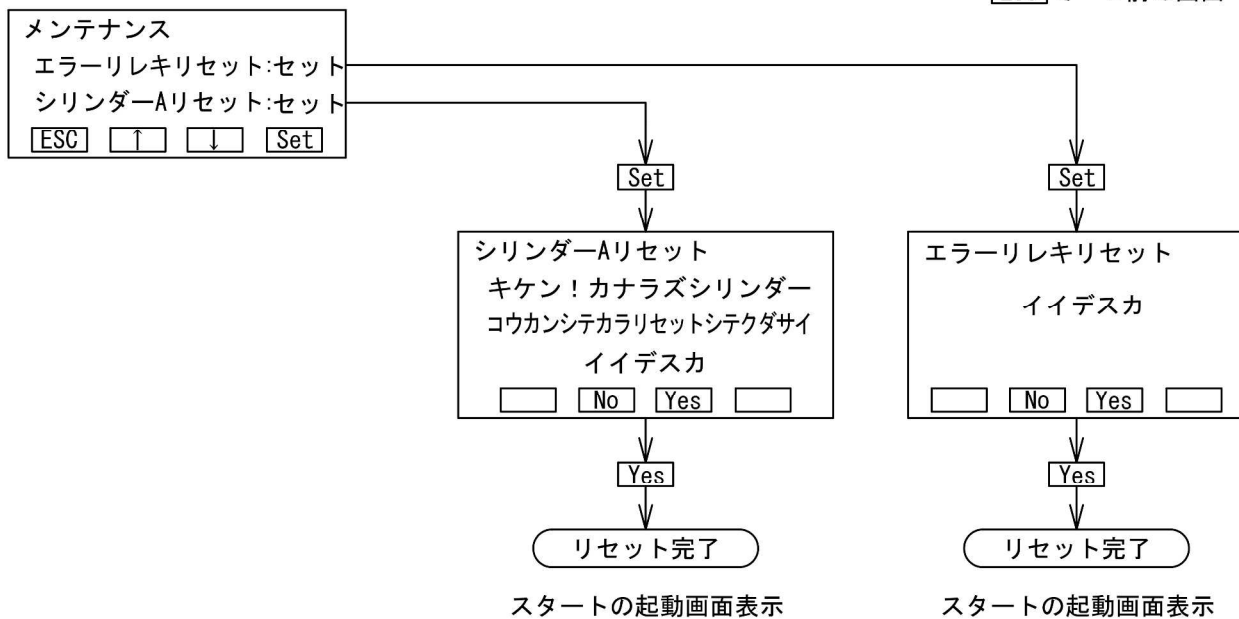 メンテナンス
エラーリレキリセット:セット
シリンダーAリセット:セット
ESC ↑ ↓ Set
Set
Set
シリンダーAリセット
キケン！カナラズシリンダー
コウカンシテカラリセットシテクダサイ
イイデスカ
No Yes
エラーリレキリセット
イイデスカ
No Yes
Yes
Yes
リセット完了
リセット完了
スタートの起動画面表示
スタートの起動画面表示